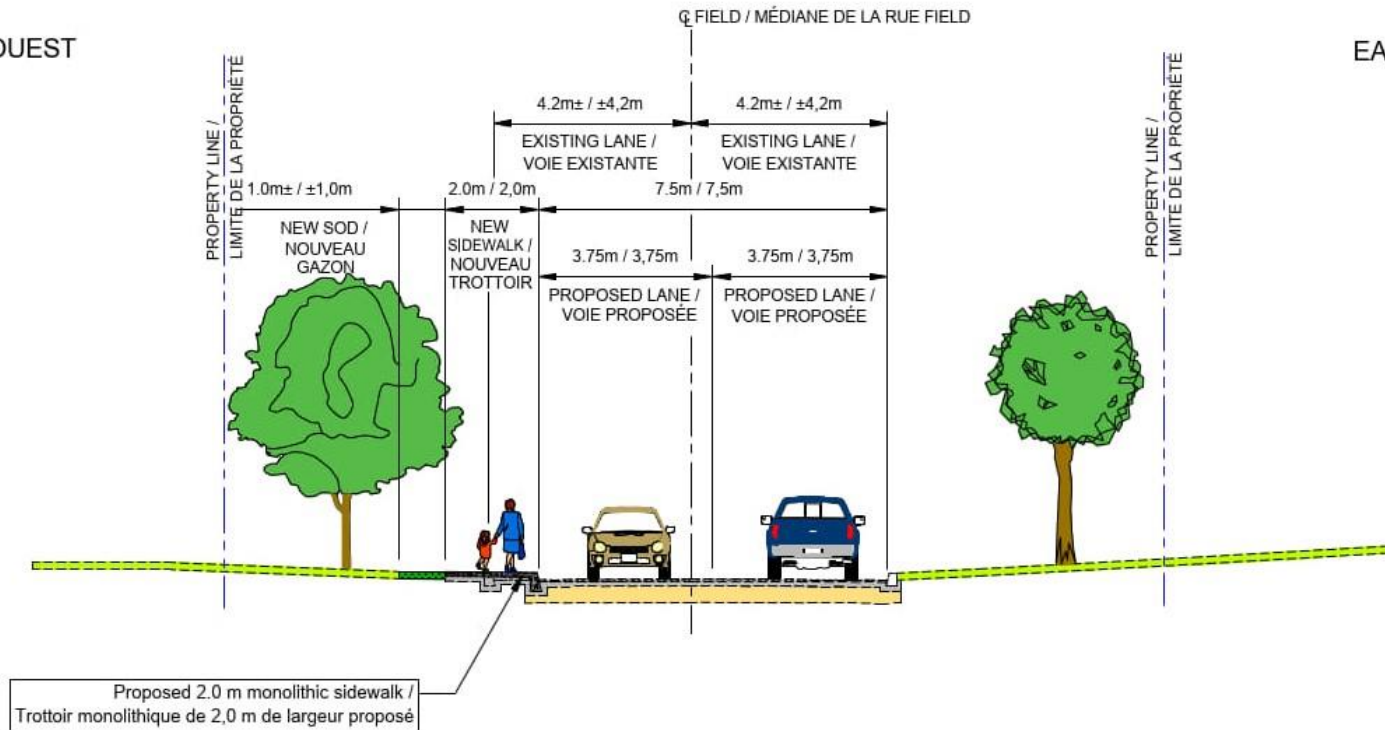 ℄ FIELD / MÉDIANE DE LA RUE FIELD
OUEST
EA
PROPERTY LINE /
LIMITE DE LA PROPRIÉTÉ
4.2m± / ±4,2m
4.2m± / ±4,2m
EXISTING LANE /
VOIE EXISTANTE
EXISTING LANE /
VOIE EXISTANTE
PROPERTY LINE /
LIMITE DE LA PROPRIÉTÉ
1.0m± / ±1,0m
2.0m / 2,0m
7.5m / 7,5m
NEW SOD /
NOUVEAU
GAZON
NEW
SIDEWALK /
NOUVEAU
TROTTOIR
3.75m / 3,75m
3.75m / 3,75m
PROPOSED LANE /
VOIE PROPOSÉE
PROPOSED LANE /
VOIE PROPOSÉE
Proposed 2.0 m monolithic sidewalk /
Trottoir monolithique de 2,0 m de largeur proposé